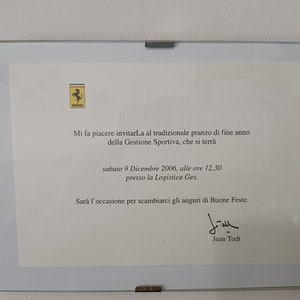 Ferrari
Mi fa piacere invitarLa al tradizionale pranzo di fine anno
della Gestione Sportiva, che si terrà
sabato 9 Dicembre 2006, alle ore 12,30
presso la Logistica Ges.
Sarà l'occasione per scambiarci gli auguri di Buone Feste.
Jean Todt